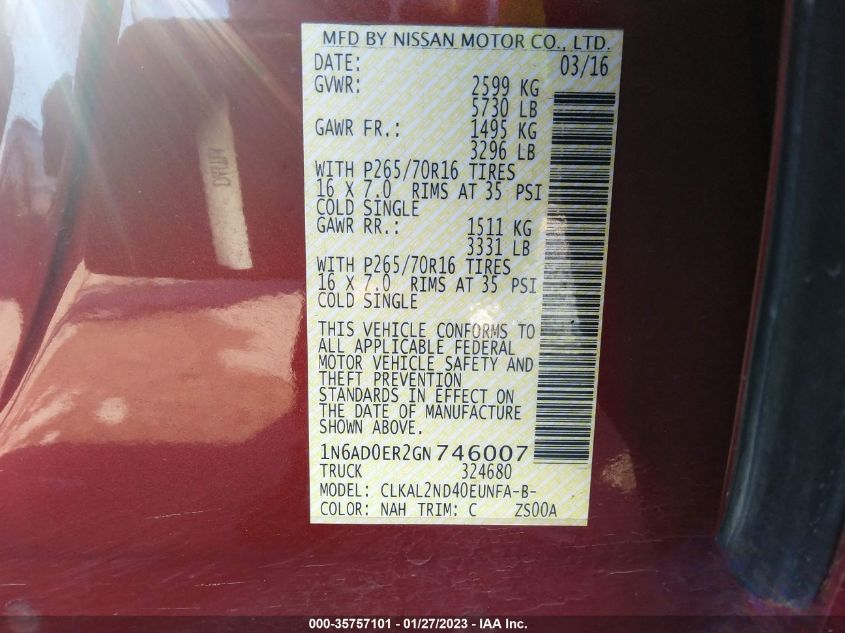 MFD BY NISSAN MOTOR CO., LTD.
DATE: 03/16
GVWR: 2599 KG
5730 LB
GAWR FR.: 1495 KG
3296 LB
WITH P265/70R16 TIRES
16 X 7.0 RIMS AT 35 PSI
COLD SINGLE
GAWR RR.: 1511 KG
3331 LB
WITH P265/70R16 TIRES
16 X 7.0 RIMS AT 35 PSI
COLD SINGLE
THIS VEHICLE CONFORMS TO
ALL APPLICABLE FEDERAL
MOTOR VEHICLE SAFETY AND
THEFT PREVENTION
STANDARDS IN EFFECT ON
THE DATE OF MANUFACTURE
SHOWN ABOVE.
1N6AD0ER2GN746007
TRUCK 324680
MODEL: CLKAL2ND40EUNFA-B-
COLOR: NAH TRIM: C ZS00A
000-35757101 - 01/27/2023 - IAA Inc.